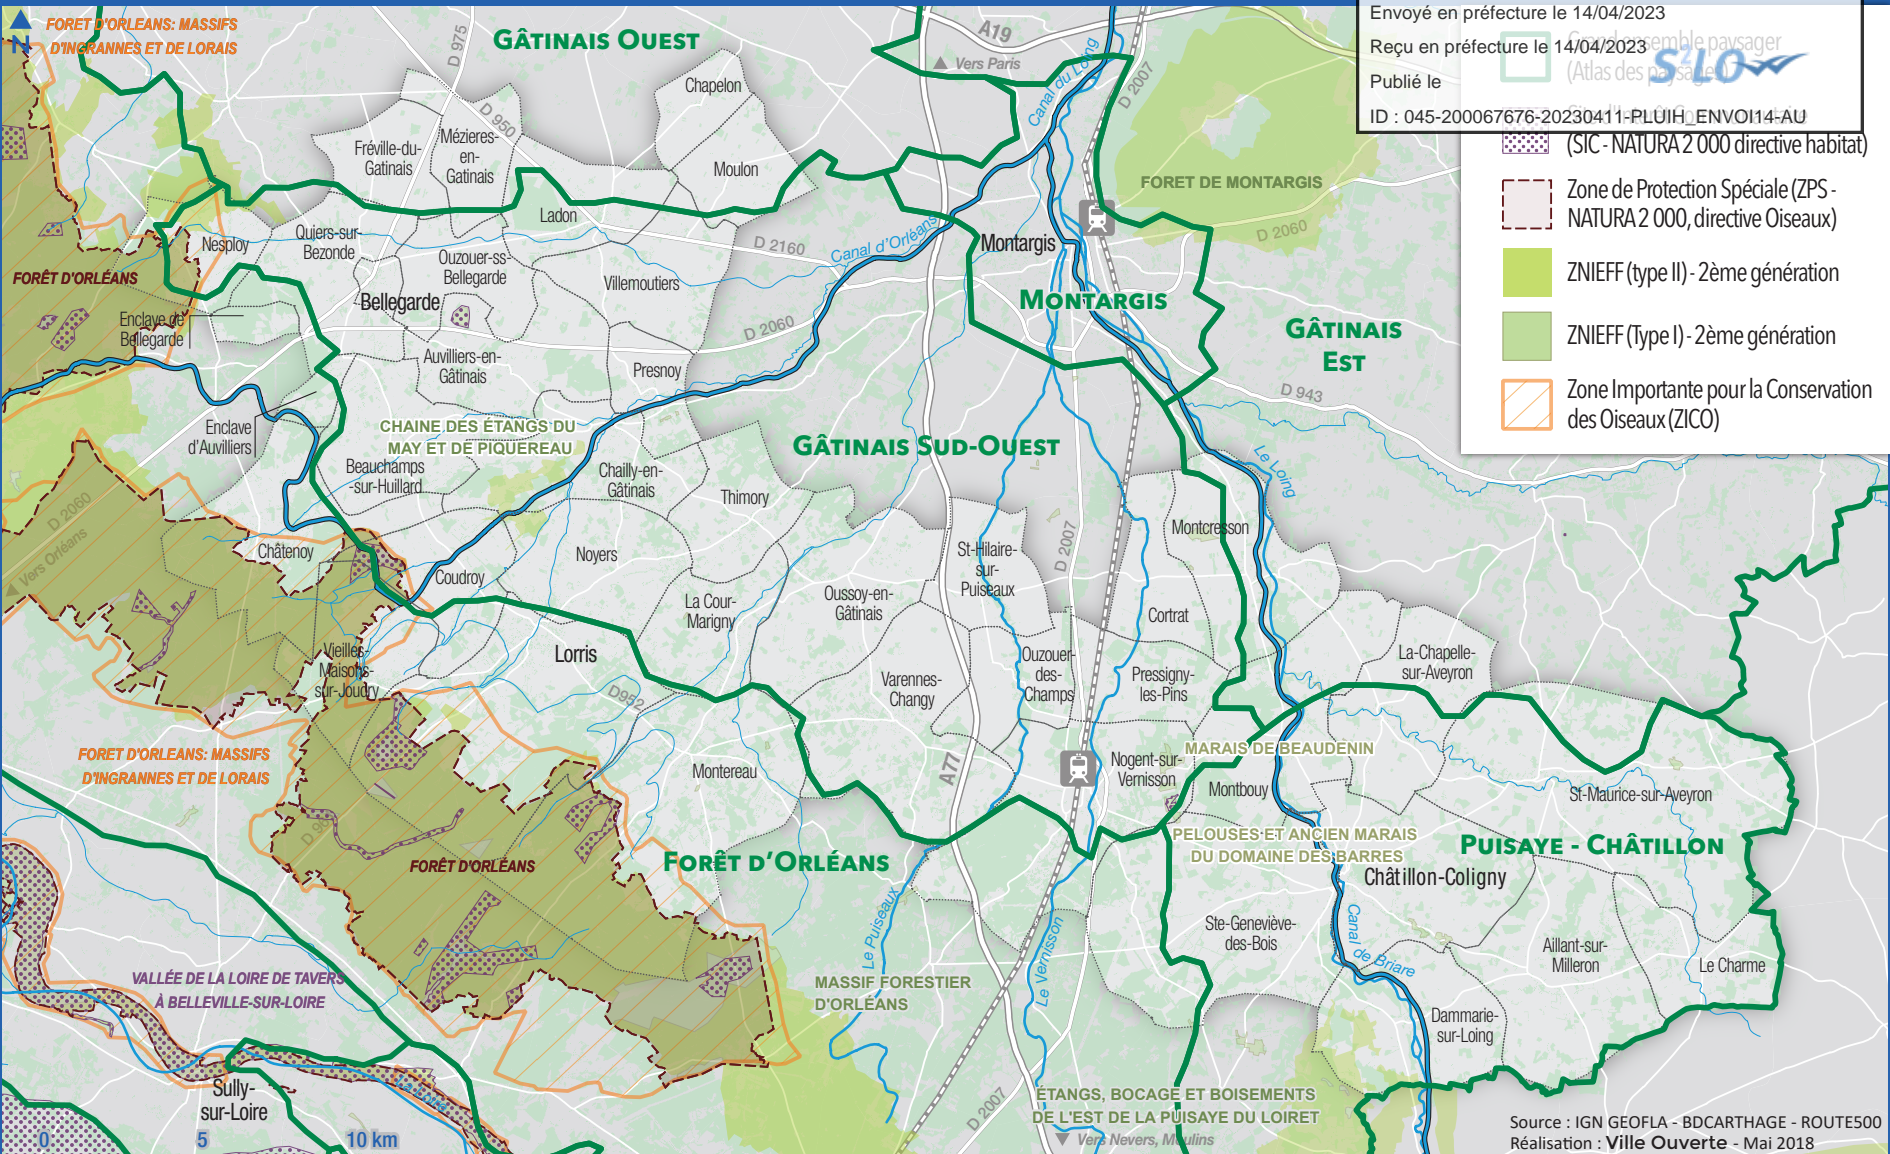 Envoyé en préfecture le 14/04/2023
Reçu en préfecture le 14/04/2023
Publié le
S²LO
ID : 045-200067676-20230411-PLUIH_ENVOI14-AU
Grand ensemble paysager
(Atlas des paysages)
(SIC - NATURA 2 000 directive habitat)
Zone de Protection Spéciale (ZPS -
NATURA 2 000, directive Oiseaux)
ZNIEFF (type II) - 2ème génération
ZNIEFF (Type I) - 2ème génération
Zone Importante pour la Conservation
des Oiseaux (ZICO)
N
FORET D'ORLEANS: MASSIFS
D'INGRANNES ET DE LORAIS
GÂTINAIS OUEST
D 975
A19
Vers Paris
Canal du Loing
D 2007
D 950
Chapelon
Mézieres-
en-
Gatinais
Fréville-du-
Gatinais
Moulon
FORET DE MONTARGIS
D 2060
Ladon
Nesploy
Quiers-sur-
Bezonde
Ouzouer-ss-
Bellegarde
D 2160
Canal d'Orléans
Montargis
Villemoutiers
FORÊT D'ORLÉANS
Bellegarde
MONTARGIS
Enclave de
Bellegarde
D 2060
GÂTINAIS
EST
Auvilliers-en-
Gâtinais
Presnoy
D 943
Enclave
d'Auvilliers
CHAINE DES ÉTANGS DU
MAY ET DE PIQUEREAU
GÂTINAIS SUD-OUEST
Beauchamps
-sur-Huillard
Chailly-en-
Gâtinais
Thimory
Le Loing
D 2060
Vers Orléans
Montcresson
D 2007
Châtenoy
Noyers
Coudroy
St-Hilaire-
sur-
Puiseaux
Oussoy-en-
Gâtinais
La Cour-
Marigny
Cortrat
Vieilles-
Maisons-
sur-Joudry
Lorris
La-Chapelle-
sur-Aveyron
Ouzouer-
des-
Champs
Varennes-
Changy
Pressigny-
les-Pins
D952
FORET D'ORLEANS: MASSIFS
D'INGRANNES ET DE LORAIS
MARAIS DE BEAUDENIN
Nogent-sur-
Vernisson
Montereau
A77
Montbouy
St-Maurice-sur-Aveyron
PELOUSES ET ANCIEN MARAIS
DU DOMAINE DES BARRES
PUISAYE - CHÂTILLON
FORÊT D'ORLÉANS
FORÊT D'ORLÉANS
Châtillon-Coligny
Le Puiseaux
Le Vernisson
Ste-Geneviève-
des-Bois
Canal de Briare
Aillant-sur-
Milleron
Le Charme
VALLÉE DE LA LOIRE DE TAVERS
À BELLEVILLE-SUR-LOIRE
MASSIF FORESTIER
D'ORLÉANS
Dammarie-
sur-Loing
Sully-
sur-Loire
ÉTANGS, BOCAGE ET BOISEMENTS
DE L'EST DE LA PUISAYE DU LOIRET
D 2007
Vers Nevers, Moulins
0 5 10 km
Source : IGN GEOFLA - BDCARTHAGE - ROUTE500
Réalisation : Ville Ouverte - Mai 2018